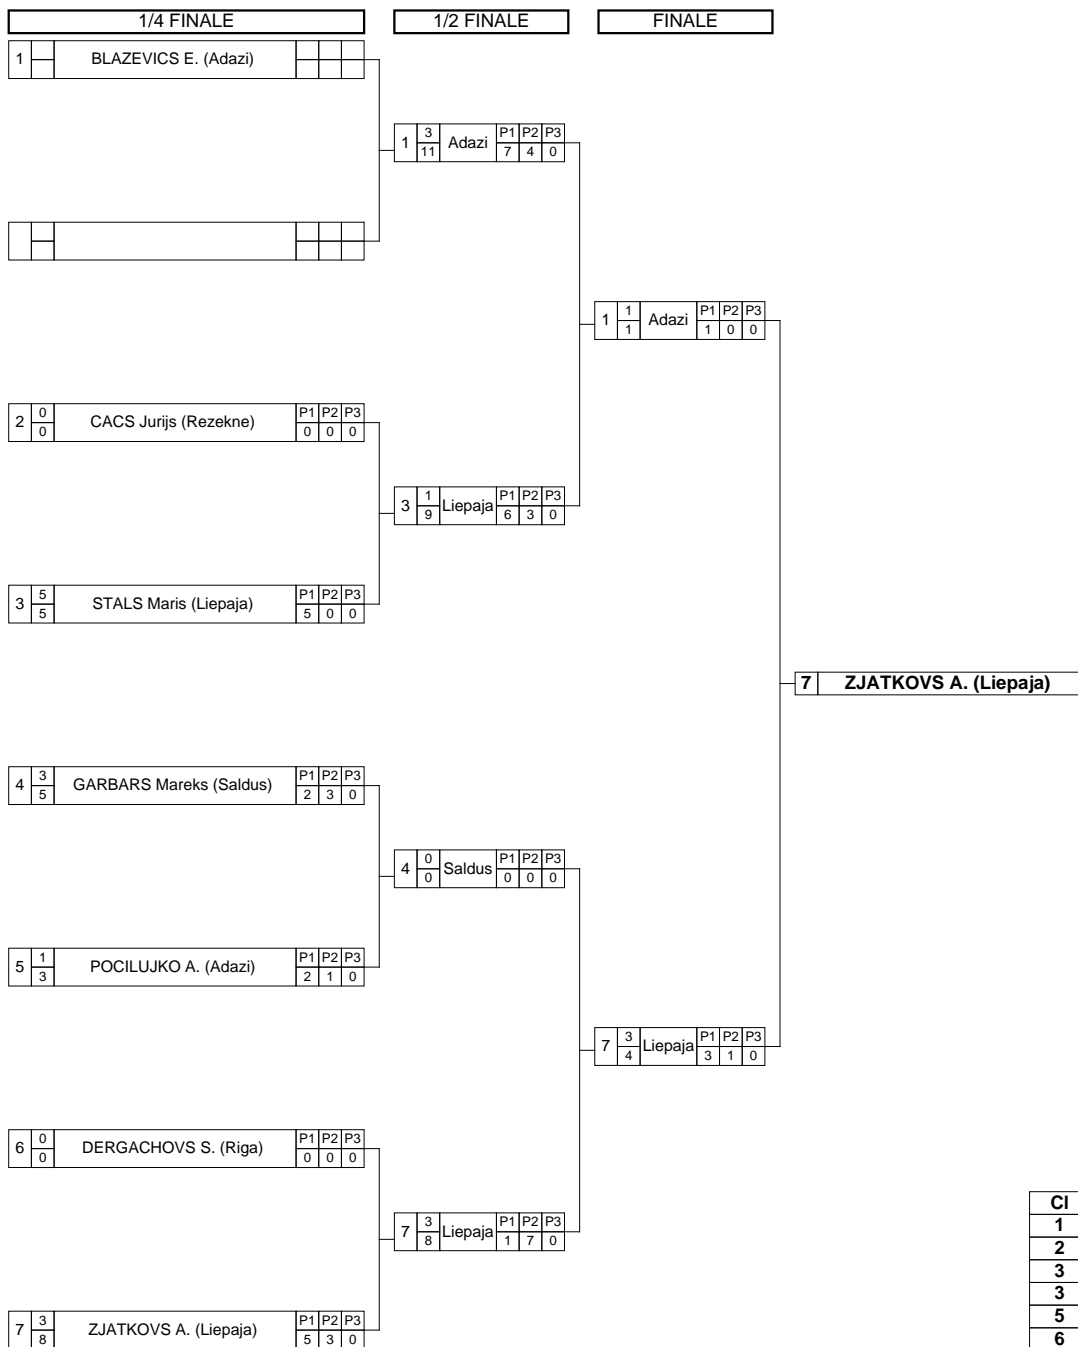 1/4 FINALE 1/2 FINALE FINALE
1 BLAZEVICS E. (Adazi)
1 3 Adazi P1 P2 P3
11 7 4 0
1 1 Adazi P1 P2 P3
1 1 0 0
2 0 CACS Jurijs (Rezekne) P1 P2 P3
0 0 0 0
3 1 Liepaja P1 P2 P3
9 6 3 0
3 5 STALS Maris (Liepaja) P1 P2 P3
5 5 0 0
7 ZJATKOVS A. (Liepaja)
4 3 GARBARS Mareks (Saldus) P1 P2 P3
5 2 3 0
4 0 Saldus P1 P2 P3
0 0 0 0
5 1 POCILUJKO A. (Adazi) P1 P2 P3
3 2 1 0
7 3 Liepaja P1 P2 P3
4 3 1 0
6 0 DERGACHOVS S. (Riga) P1 P2 P3
0 0 0 0
7 3 Liepaja P1 P2 P3
8 1 7 0
7 3 ZJATKOVS A. (Liepaja) P1 P2 P3
8 5 3 0
Cl
1
2
3
3
5
6